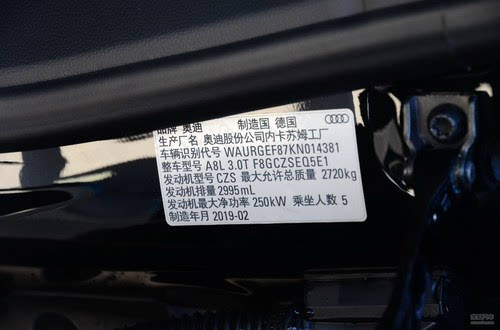 品牌 奥迪 制造国 德国
生产厂名 奥迪股份公司内卡苏姆工厂
车辆识别代号 WAURGEF87KN014381
整车型号 A8L 3.0T F8GCZSEQ5E1
发动机型号 CZS 最大允许总质量 2720kg
发动机排量 2995mL
发动机最大净功率 250kW 乘坐人数 5
制造年月 2019-02